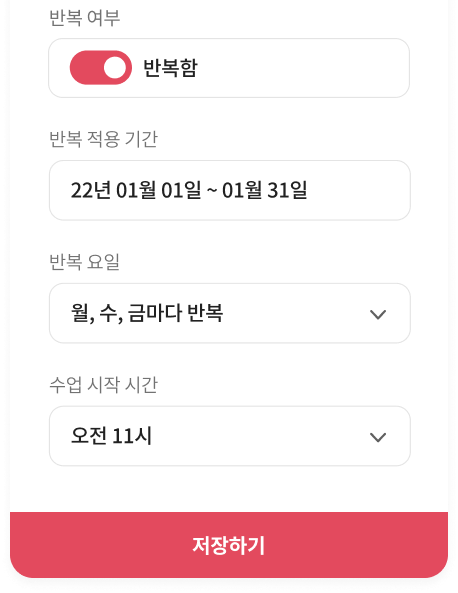 반복 여부
반복함
반복 적용 기간
22년 01월 01일 ~ 01월 31일
반복 요일
월, 수, 금마다 반복
수업 시작 시간
오전 11시
저장하기